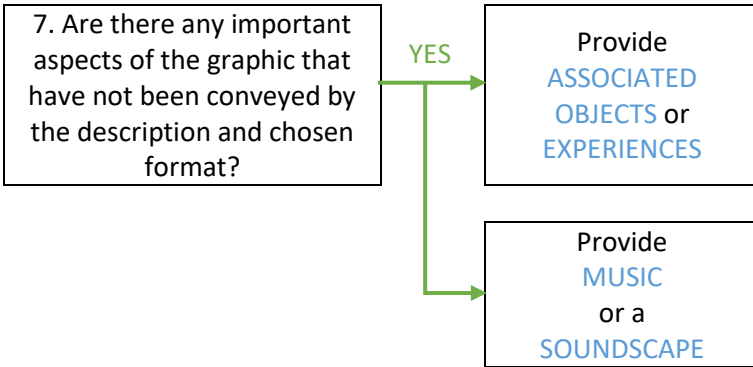 7. Are there any important
aspects of the graphic that
have not been conveyed by
the description and chosen
format?
YES
Provide
ASSOCIATED
OBJECTS or
EXPERIENCES
Provide
MUSIC
or a
SOUNDSCAPE